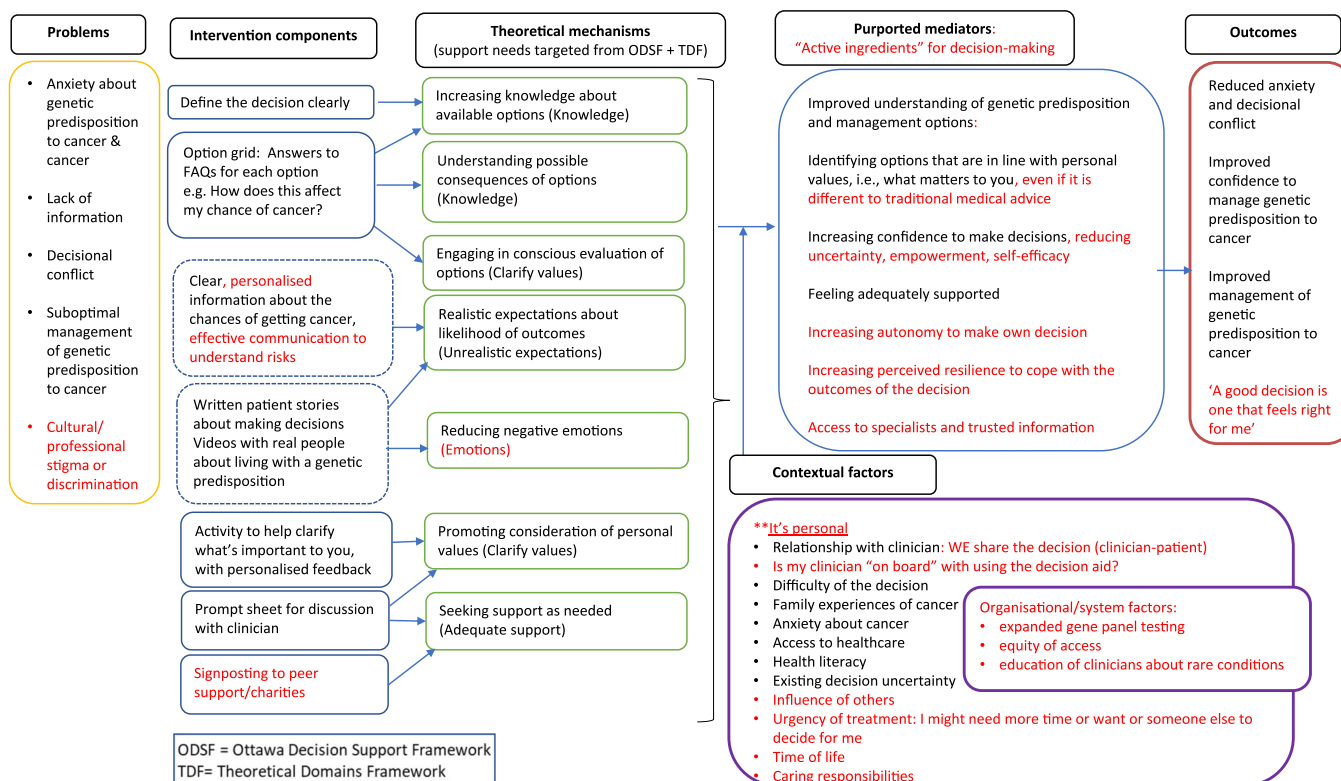 Problems
• Anxiety about
genetic
predisposition
to cancer &
cancer
• Lack of
information
• Decisional
conflict
• Suboptimal
management
of genetic
predisposition
to cancer
• Cultural/
professional
stigma or
discrimination
Intervention components
Define the decision clearly
Option grid: Answers to
FAQs for each option
e.g. How does this affect
my chance of cancer?
Clear, personalised
information about the
chances of getting cancer,
effective communication to
understand risks
Written patient stories
about making decisions
Videos with real people
about living with a genetic
predisposition
Activity to help clarify
what's important to you,
with personalised feedback
Prompt sheet for discussion
with clinician
Signposting to peer
support/charities
ODSF = Ottawa Decision Support Framework
TDF= Theoretical Domains Framework
Theoretical mechanisms
(support needs targeted from ODSF + TDF)
Increasing knowledge about
available options (Knowledge)
Understanding possible
consequences of options
(Knowledge)
Engaging in conscious evaluation of
options (Clarify values)
Realistic expectations about
likelihood of outcomes
(Unrealistic expectations)
Reducing negative emotions
(Emotions)
Promoting consideration of personal
values (Clarify values)
Seeking support as needed
(Adequate support)
Purported mediators:
“Active ingredients” for decision-making
Improved understanding of genetic predisposition
and management options:
Identifying options that are in line with personal
values, i.e., what matters to you, even if it is
different to traditional medical advice
Increasing confidence to make decisions, reducing
uncertainty, empowerment, self-efficacy
Feeling adequately supported
Increasing autonomy to make own decision
Increasing perceived resilience to cope with the
outcomes of the decision
Access to specialists and trusted information
Contextual factors
**It's personal
• Relationship with clinician: WE share the decision (clinician-patient)
• Is my clinician “on board” with using the decision aid?
• Difficulty of the decision
• Family experiences of cancer
• Anxiety about cancer
• Access to healthcare
• Health literacy
• Existing decision uncertainty
• Influence of others
• Urgency of treatment: I might need more time or want or someone else to
decide for me
• Time of life
• Caring responsibilities
Organisational/system factors:
• expanded gene panel testing
• equity of access
• education of clinicians about rare conditions
Outcomes
Reduced anxiety
and decisional
conflict
Improved
confidence to
manage genetic
predisposition to
cancer
Improved
management of
genetic
predisposition to
cancer
‘A good decision is
one that feels right
for me’